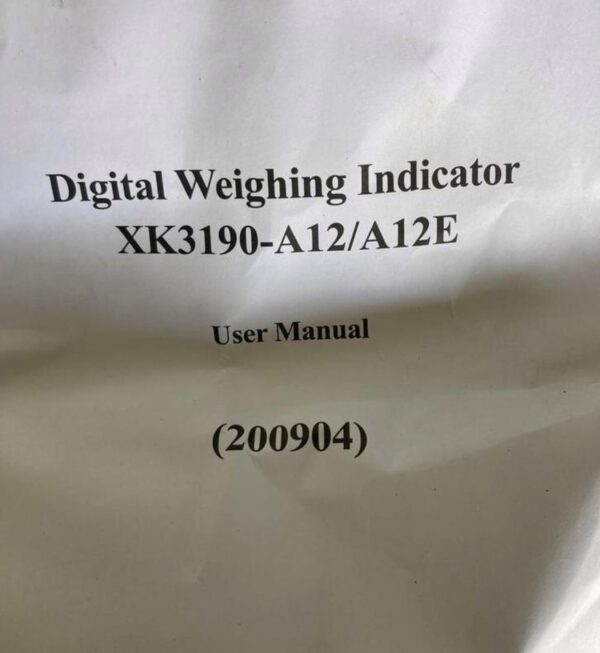 Digital Weighing Indicator
XK3190-A12/A12E
User Manual
(200904)